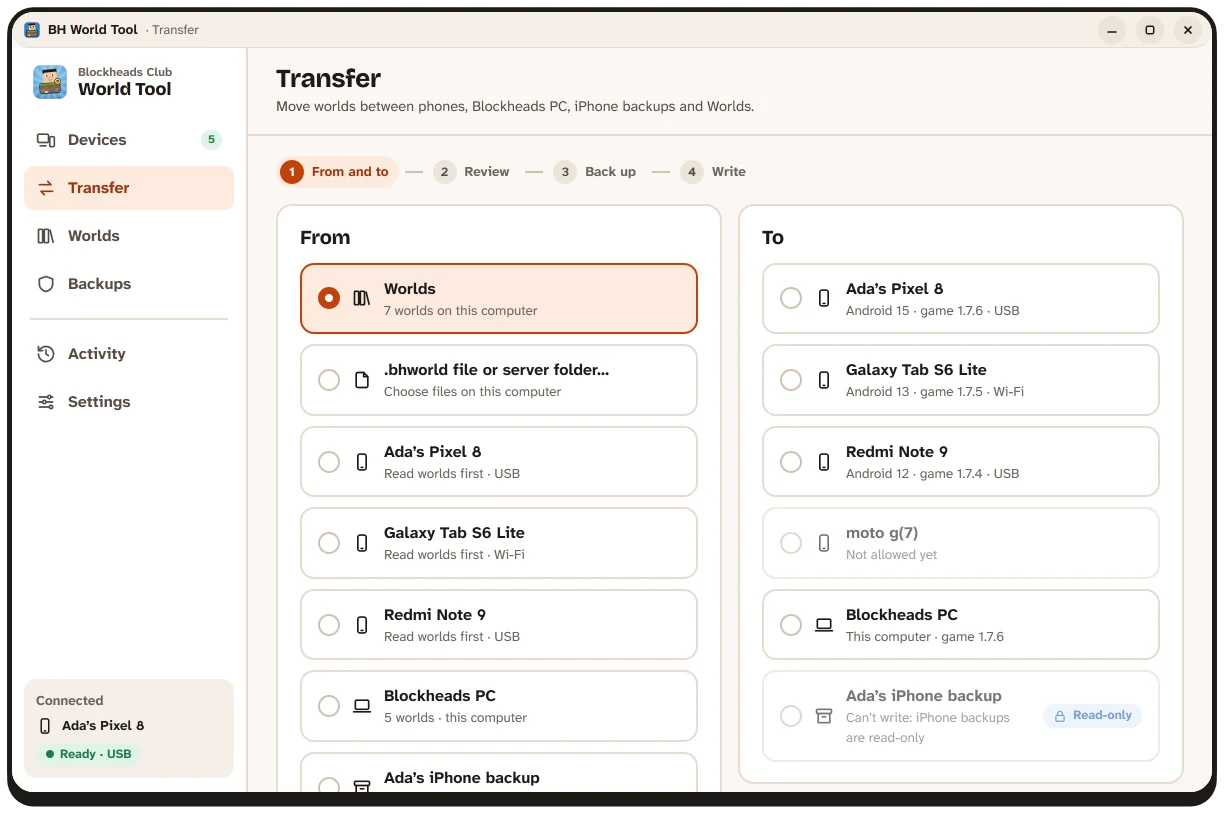 BH World Tool · Transfer
Blockheads Club
World Tool
Devices 5
Transfer
Worlds
Backups
Activity
Settings
Connected
Ada’s Pixel 8
Ready · USB
Transfer
Move worlds between phones, Blockheads PC, iPhone backups and Worlds.
1 From and to
2 Review
3 Back up
4 Write
From
Worlds
7 worlds on this computer
.bhworld file or server folder...
Choose files on this computer
Ada’s Pixel 8
Read worlds first · USB
Galaxy Tab S6 Lite
Read worlds first · Wi-Fi
Redmi Note 9
Read worlds first · USB
Blockheads PC
5 worlds · this computer
Ada’s iPhone backup
To
Ada’s Pixel 8
Android 15 · game 1.7.6 · USB
Galaxy Tab S6 Lite
Android 13 · game 1.7.5 · Wi-Fi
Redmi Note 9
Android 12 · game 1.7.4 · USB
moto g(7)
Not allowed yet
Blockheads PC
This computer · game 1.7.6
Ada’s iPhone backup
Can’t write: iPhone backups
are read-only
Read-only